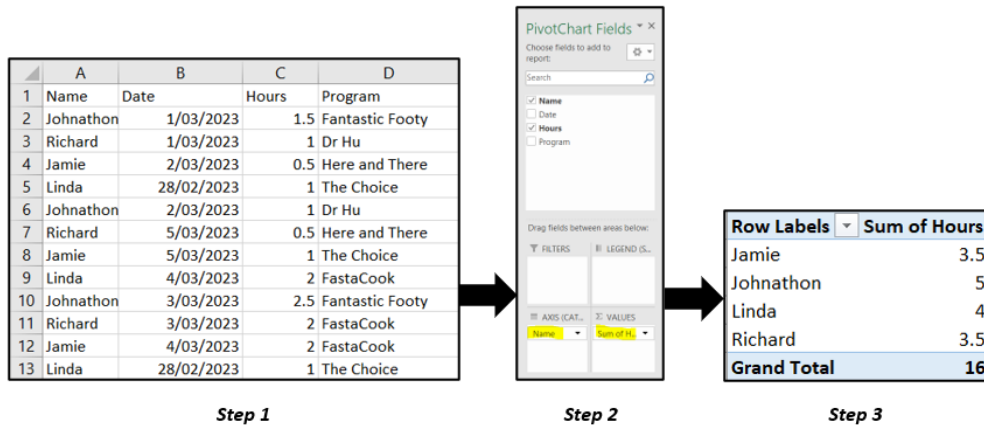 A B C D
1 Name Date Hours Program
2 Johnathon 1/03/2023 1.5 Fantastic Footy
3 Richard 1/03/2023 1 Dr Hu
4 Jamie 2/03/2023 0.5 Here and There
5 Linda 28/02/2023 1 The Choice
6 Johnathon 2/03/2023 1 Dr Hu
7 Richard 5/03/2023 0.5 Here and There
8 Jamie 5/03/2023 1 The Choice
9 Linda 4/03/2023 2 FastaCook
10 Johnathon 3/03/2023 2.5 Fantastic Footy
11 Richard 3/03/2023 2 FastaCook
12 Jamie 4/03/2023 2 FastaCook
13 Linda 28/02/2023 1 The Choice
Step 1
PivotChart Fields
Choose fields to add to
report:
Search
Name
Date
Hours
Program
Drag fields between areas below:
FILTERS LEGEND (S...
AXIS (CAT... Σ VALUES
Name Sum of H...
Step 2
Row Labels Sum of Hours
Jamie 3.5
Johnathon 5
Linda 4
Richard 3.5
Grand Total 16
Step 3